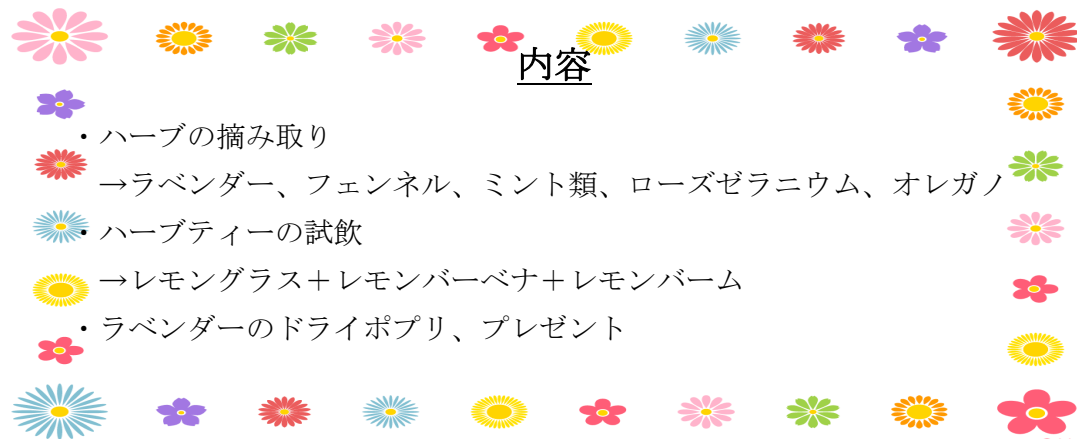 内容
・ハーブの摘み取り
→ラベンダー、フェンネル、ミント類、ローズゼラニウム、オレガノ
・ハーブティーの試飲
→レモングラス＋レモンバーベナ＋レモンバーム
・ラベンダーのドライポプリ、プレゼント